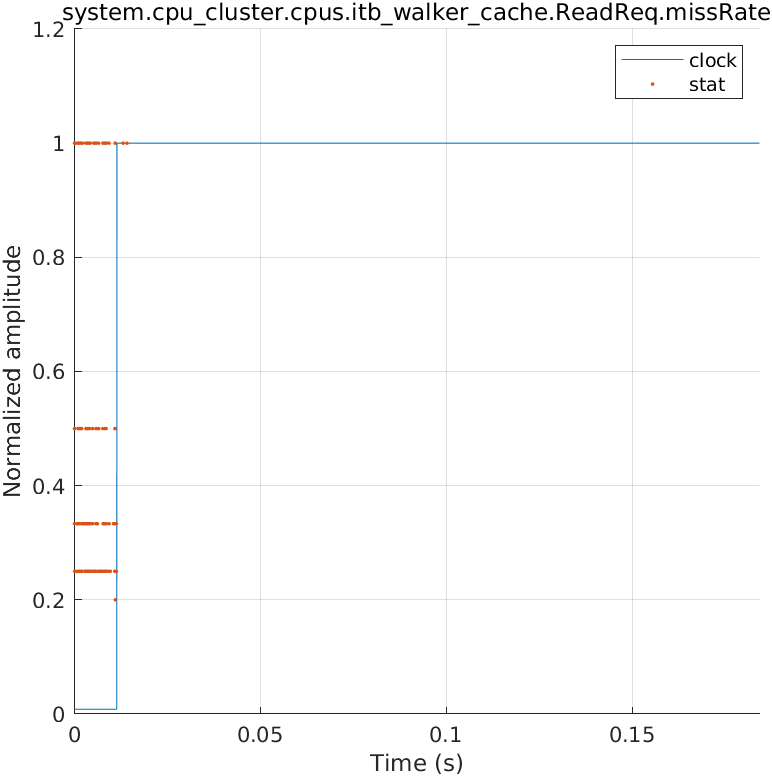 system.cpu_cluster.cpus.itb_walker_cache.ReadReq.missRate
1.2
clock
stat
1
0.8
Normalized amplitude
0.6
0.4
0.2
0
0
0.05
0.1
0.15
Time (s)